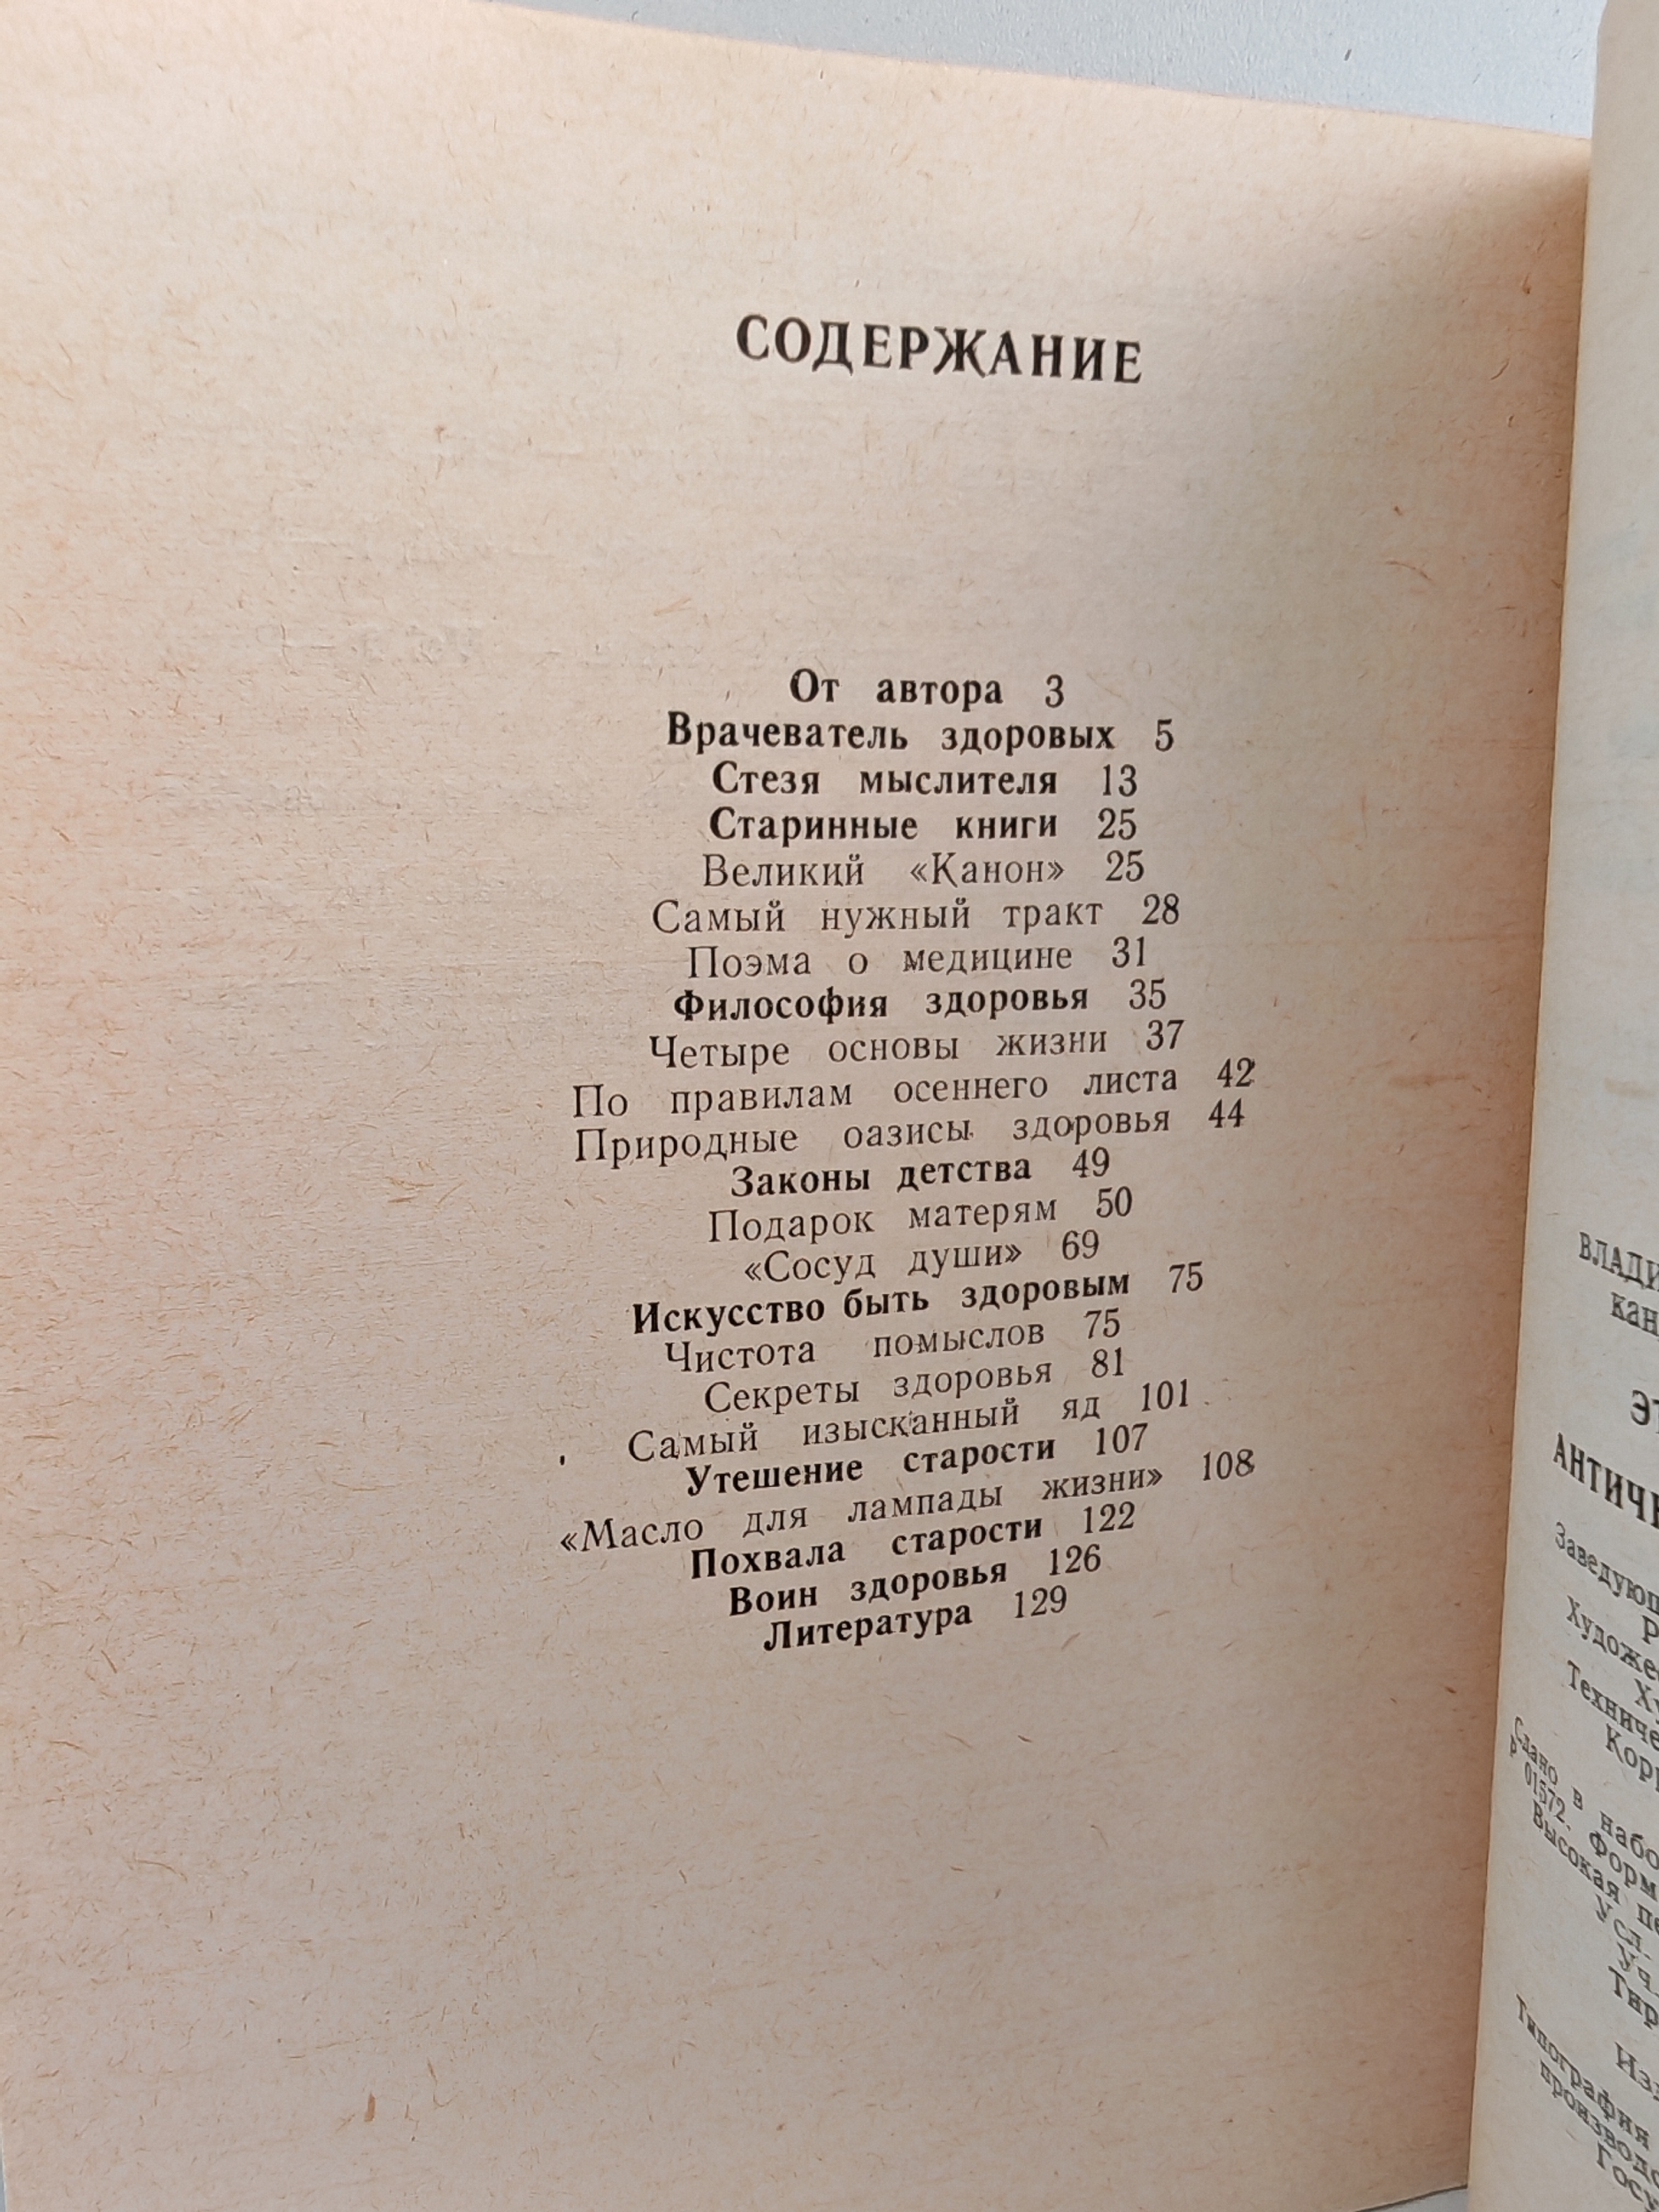 СОДЕРЖАНИЕ
От автора 3
Врачеватель здоровых 5
Стезя мыслителя 13
Старинные книги 25
Великий «Канон» 25
Самый нужный тракт 28
Поэма о медицине 31
Философия здоровья 35
Четыре основы жизни 37
По правилам осеннего листа 42
Природные оазисы здоровья 44
Законы детства 49
Подарок матерям 50
«Сосуд души» 69
Искусство быть здоровым 75
Чистота помыслов 75
Секреты здоровья 81
Самый изысканный яд 101
Утешение старости 107
«Масло для лампады жизни» 108
Похвала старости 122
Воин здоровья 126
Литература 129
Сдано в
Р 01572.
Высокая
Типография